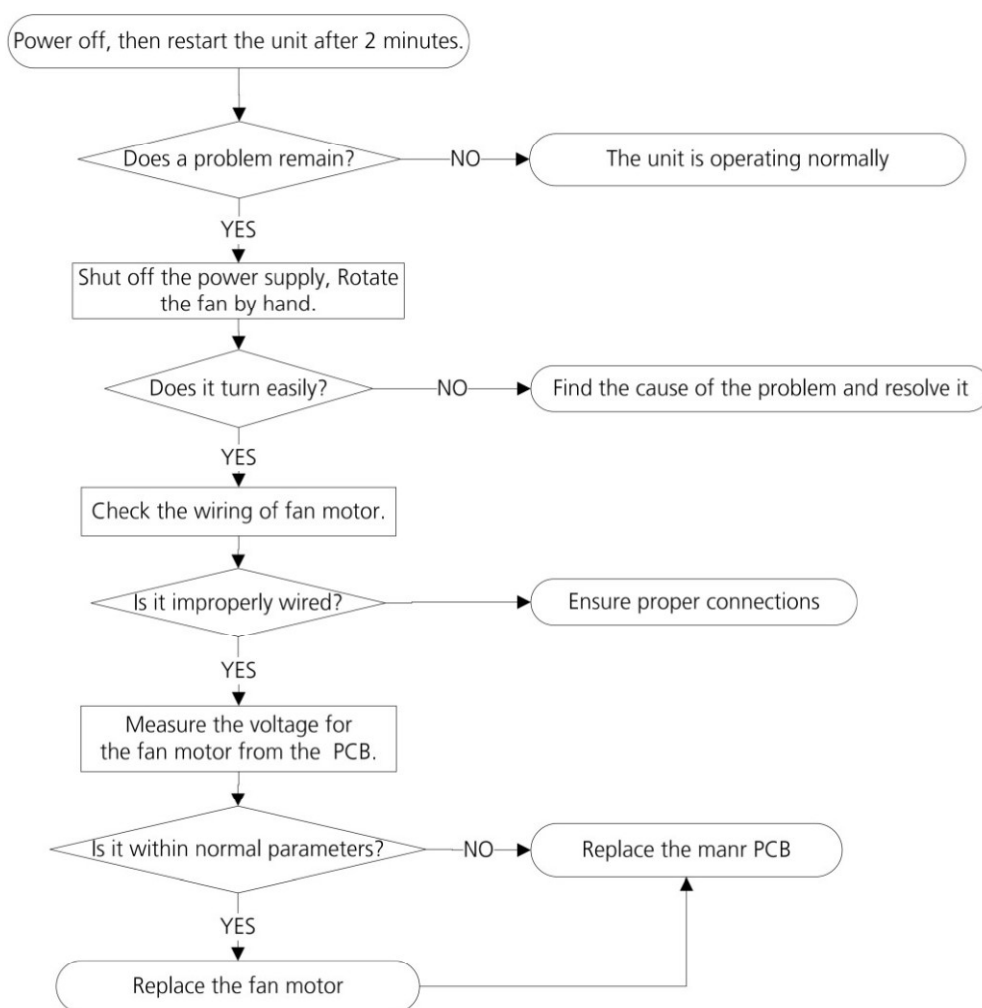 Power off, then restart the unit after 2 minutes.
Does a problem remain?
NO
The unit is operating normally
YES
Shut off the power supply, Rotate
the fan by hand.
Does it turn easily?
NO
Find the cause of the problem and resolve it
YES
Check the wiring of fan motor.
Is it improperly wired?
Ensure proper connections
YES
Measure the voltage for
the fan motor from the PCB.
Is it within normal parameters?
NO
Replace the manr PCB
YES
Replace the fan motor